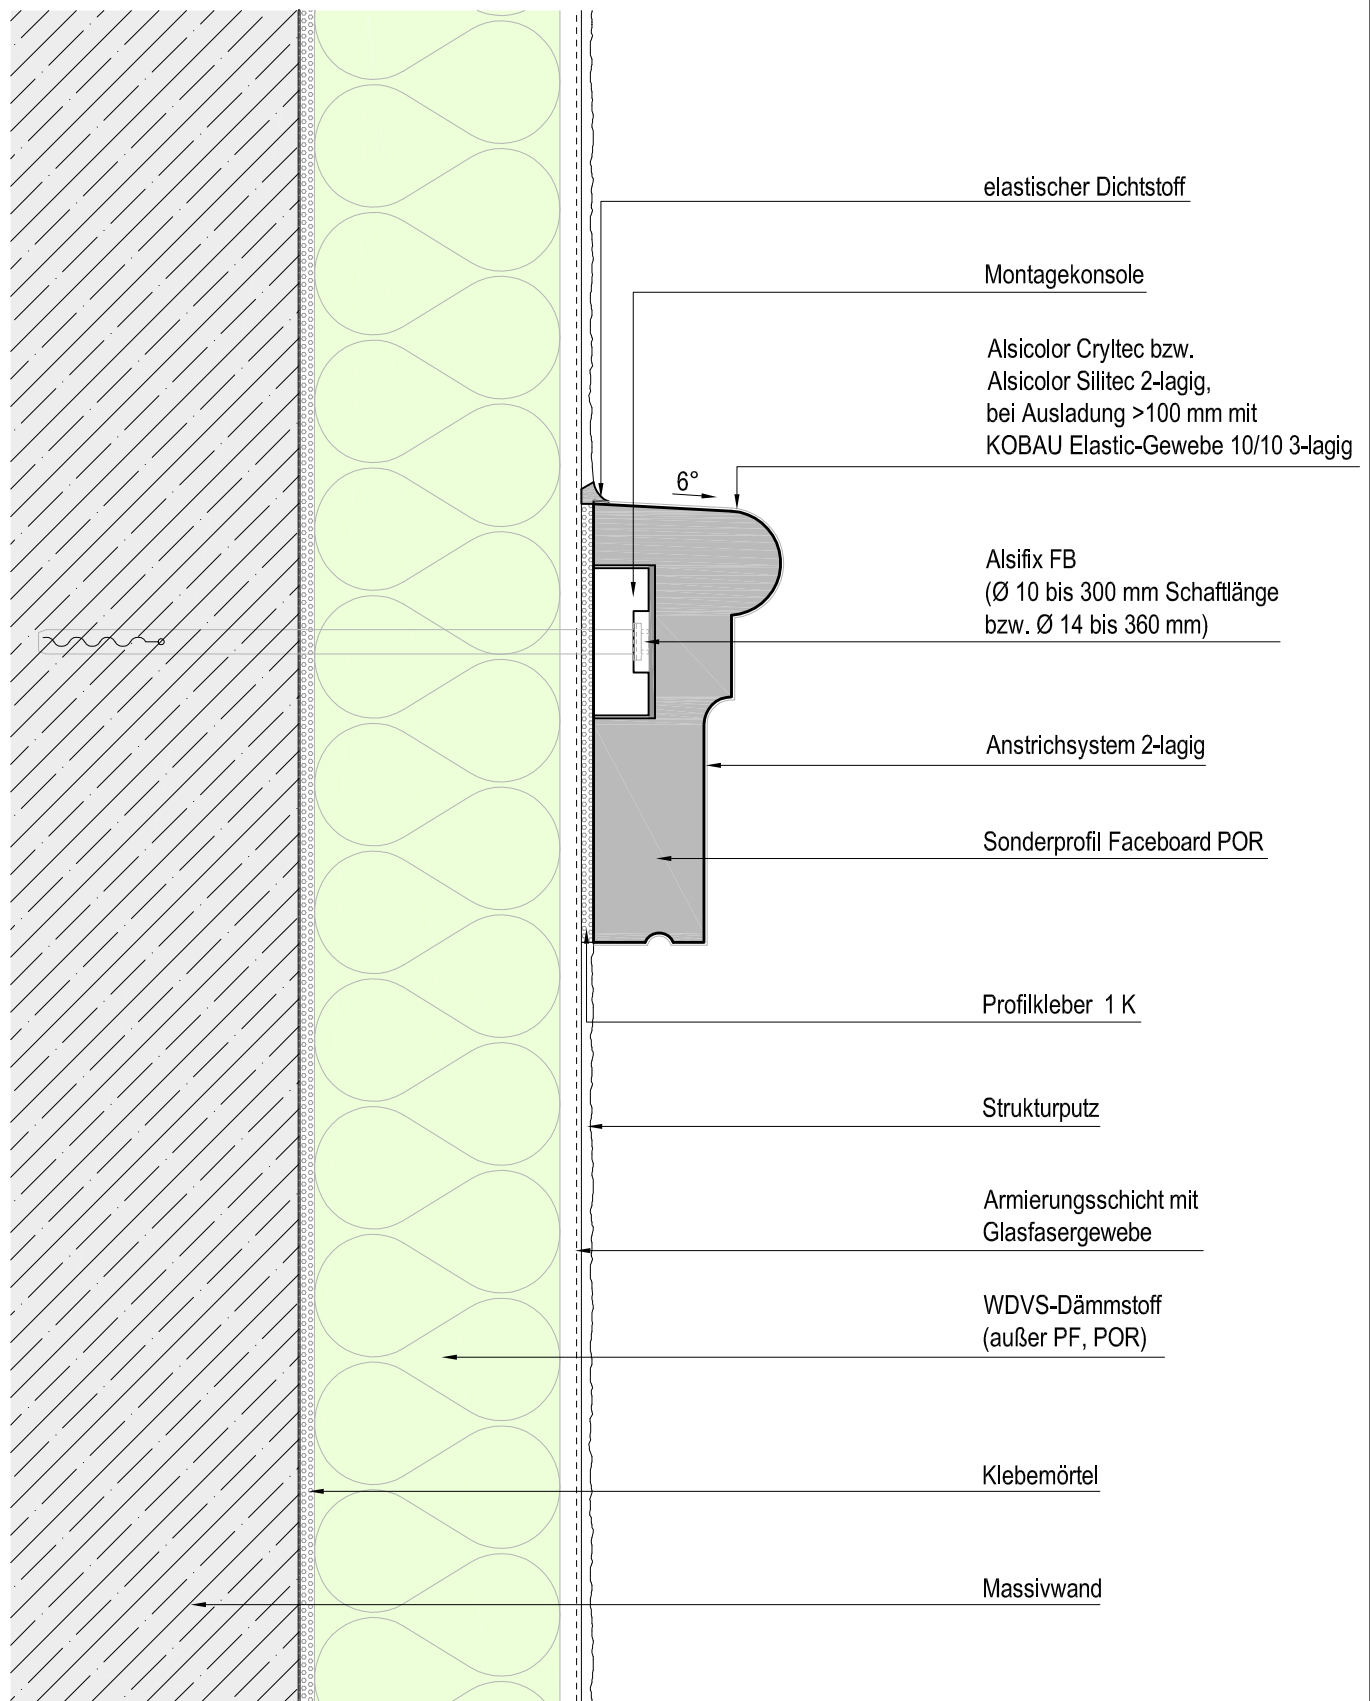 elastischer Dichtstoff
Montagekonsole
Alsicolor Cryltec bzw.
Alsicolor Silitec 2-lagig,
bei Ausladung >100 mm mit
KOBAU Elastic-Gewebe 10/10 3-lagig
6°
Alsifix FB
(Ø 10 bis 300 mm Schaftlänge
bzw. Ø 14 bis 360 mm)
Anstrichsystem 2-lagig
Sonderprofil Faceboard POR
Profilkleber 1 K
Strukturputz
Armierungsschicht mit
Glasfasergewebe
WDVS-Dämmstoff
(außer PF, POR)
Klebemörtel
Massivwand